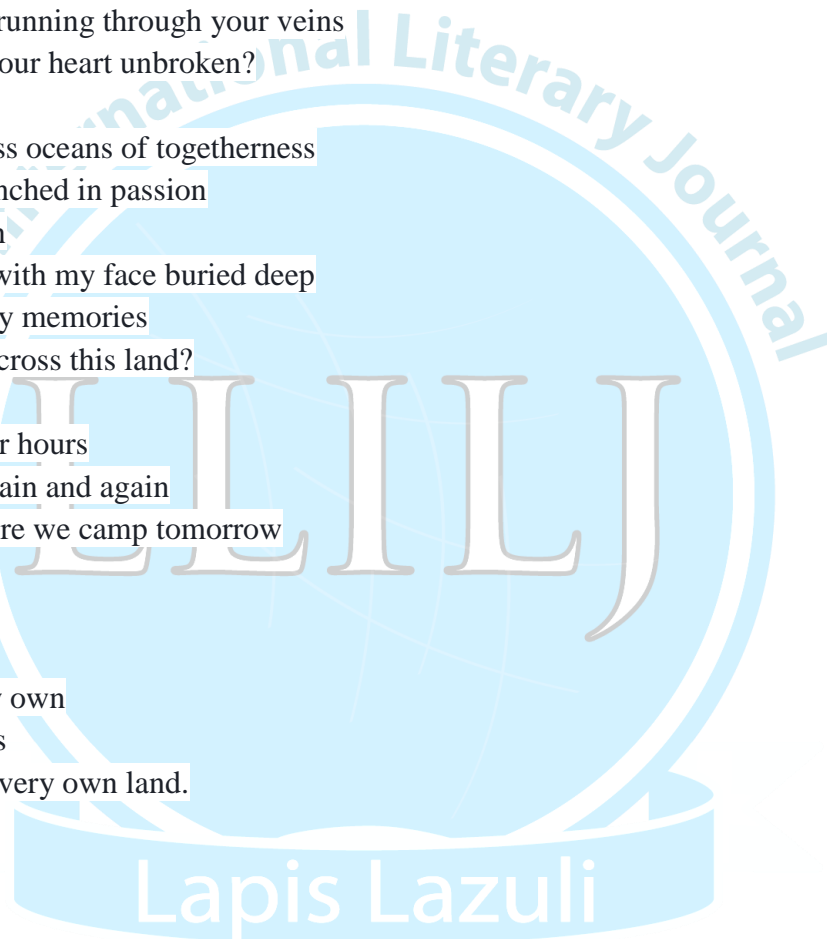 running through your veins
our heart unbroken?
ss oceans of togetherness
nched in passion
n
with my face buried deep
y memories
cross this land?
r hours
ain and again
re we camp tomorrow
own
s
very own land.
national Literary Journal
LLILJ
Lapis Lazuli